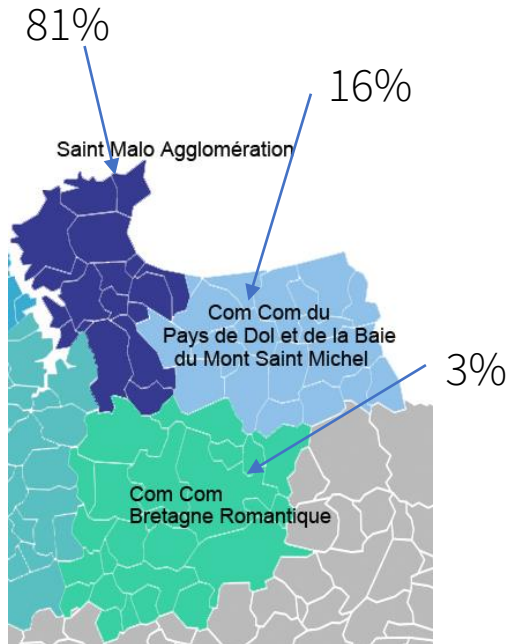 81%
16%
Saint Malo Agglomération
Com Com du
Pays de Dol et de la Baie
du Mont Saint Michel
3%
Com Com
Bretagne Romantique